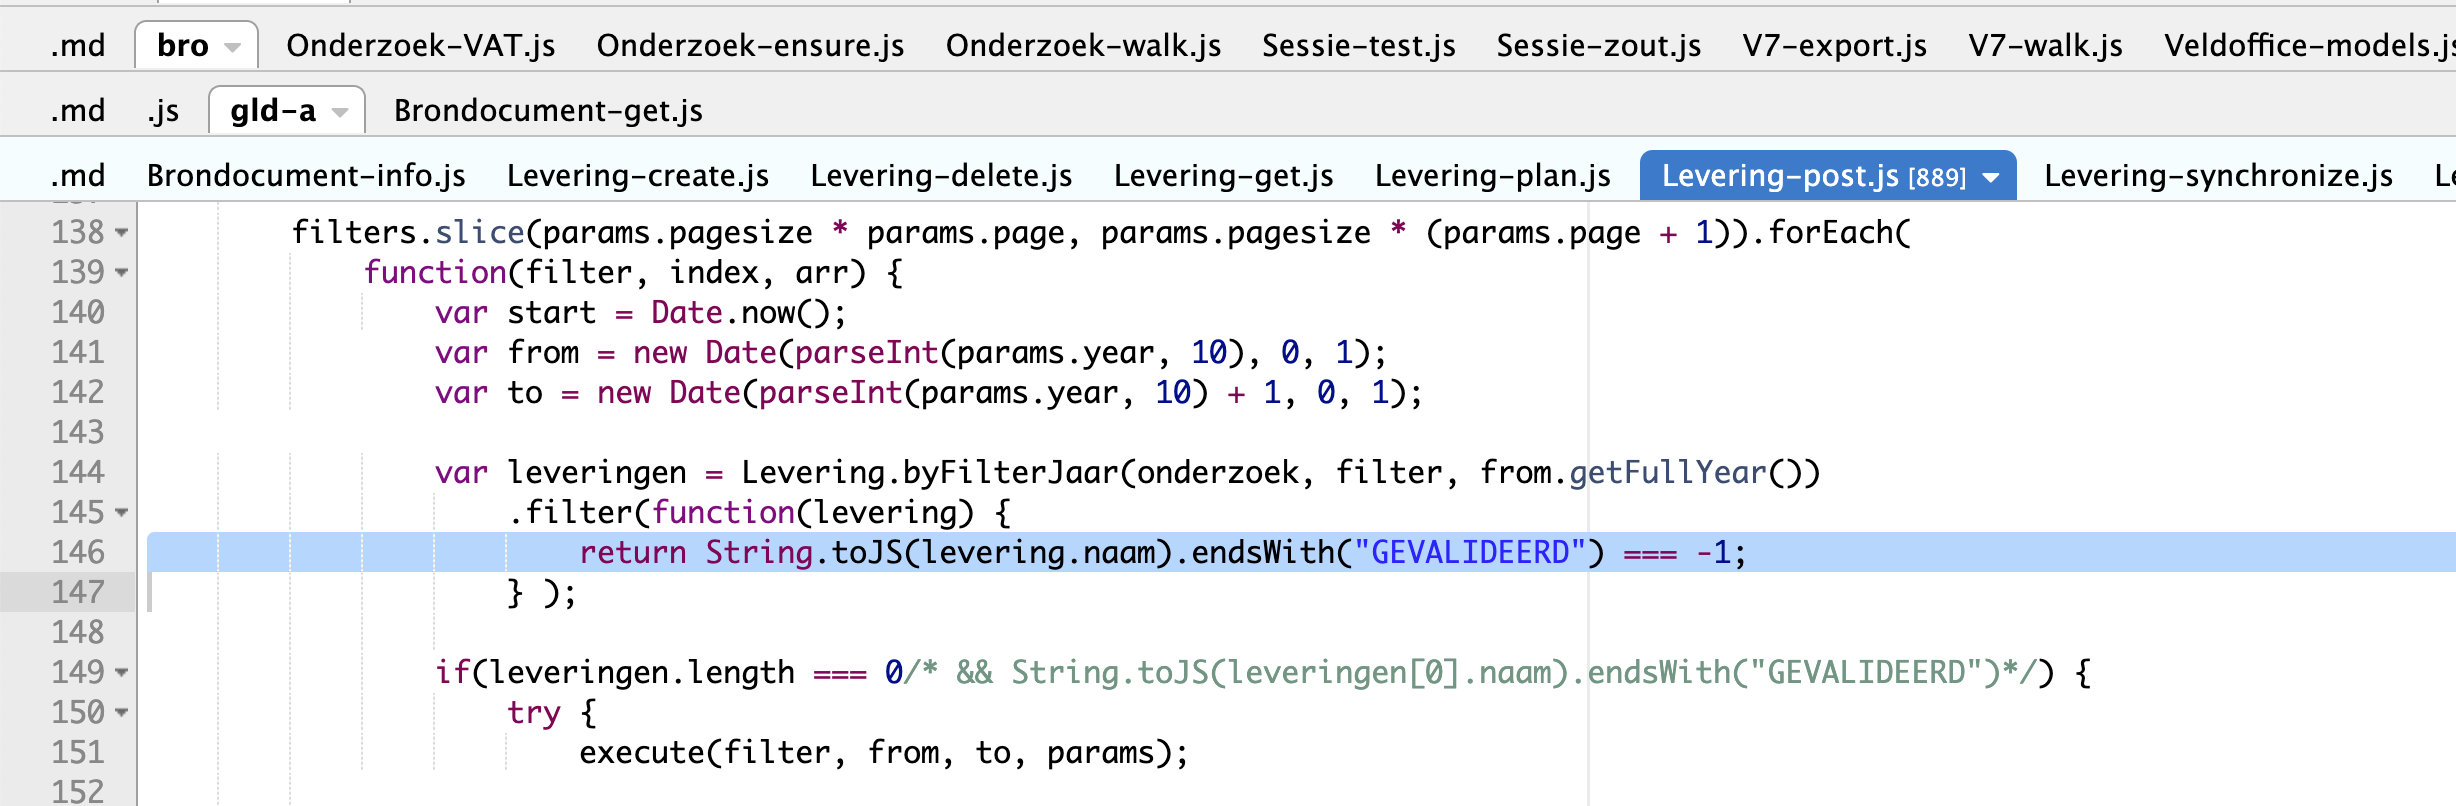 .md bro Onderzoek-VAT.js Onderzoek-ensure.js Onderzoek-walk.js Sessie-test.js Sessie-zout.js V7-export.js V7-walk.js Veldoffice-models.js
.md .js gld-a Brondocument-get.js
.md Brondocument-info.js Levering-create.js Levering-delete.js Levering-get.js Levering-plan.js Levering-post.js [889] Levering-synchronize.js
138 filters.slice(params.pagesize * params.page, params.pagesize * (params.page + 1)).forEach(
139 function(filter, index, arr) {
140 var start = Date.now();
141 var from = new Date(parseInt(params.year, 10), 0, 1);
142 var to = new Date(parseInt(params.year, 10) + 1, 0, 1);
143
144 var leveringen = Levering.byFilterJaar(onderzoek, filter, from.getFullYear())
145 .filter(function(levering) {
146 return String.toJS(levering.naam).endsWith("GEVALIDEERD") === -1;
147 } );
148
149 if(leveringen.length === 0/* && String.toJS(leveringen[0].naam).endsWith("GEVALIDEERD")*/) {
150 try {
151 execute(filter, from, to, params);
152